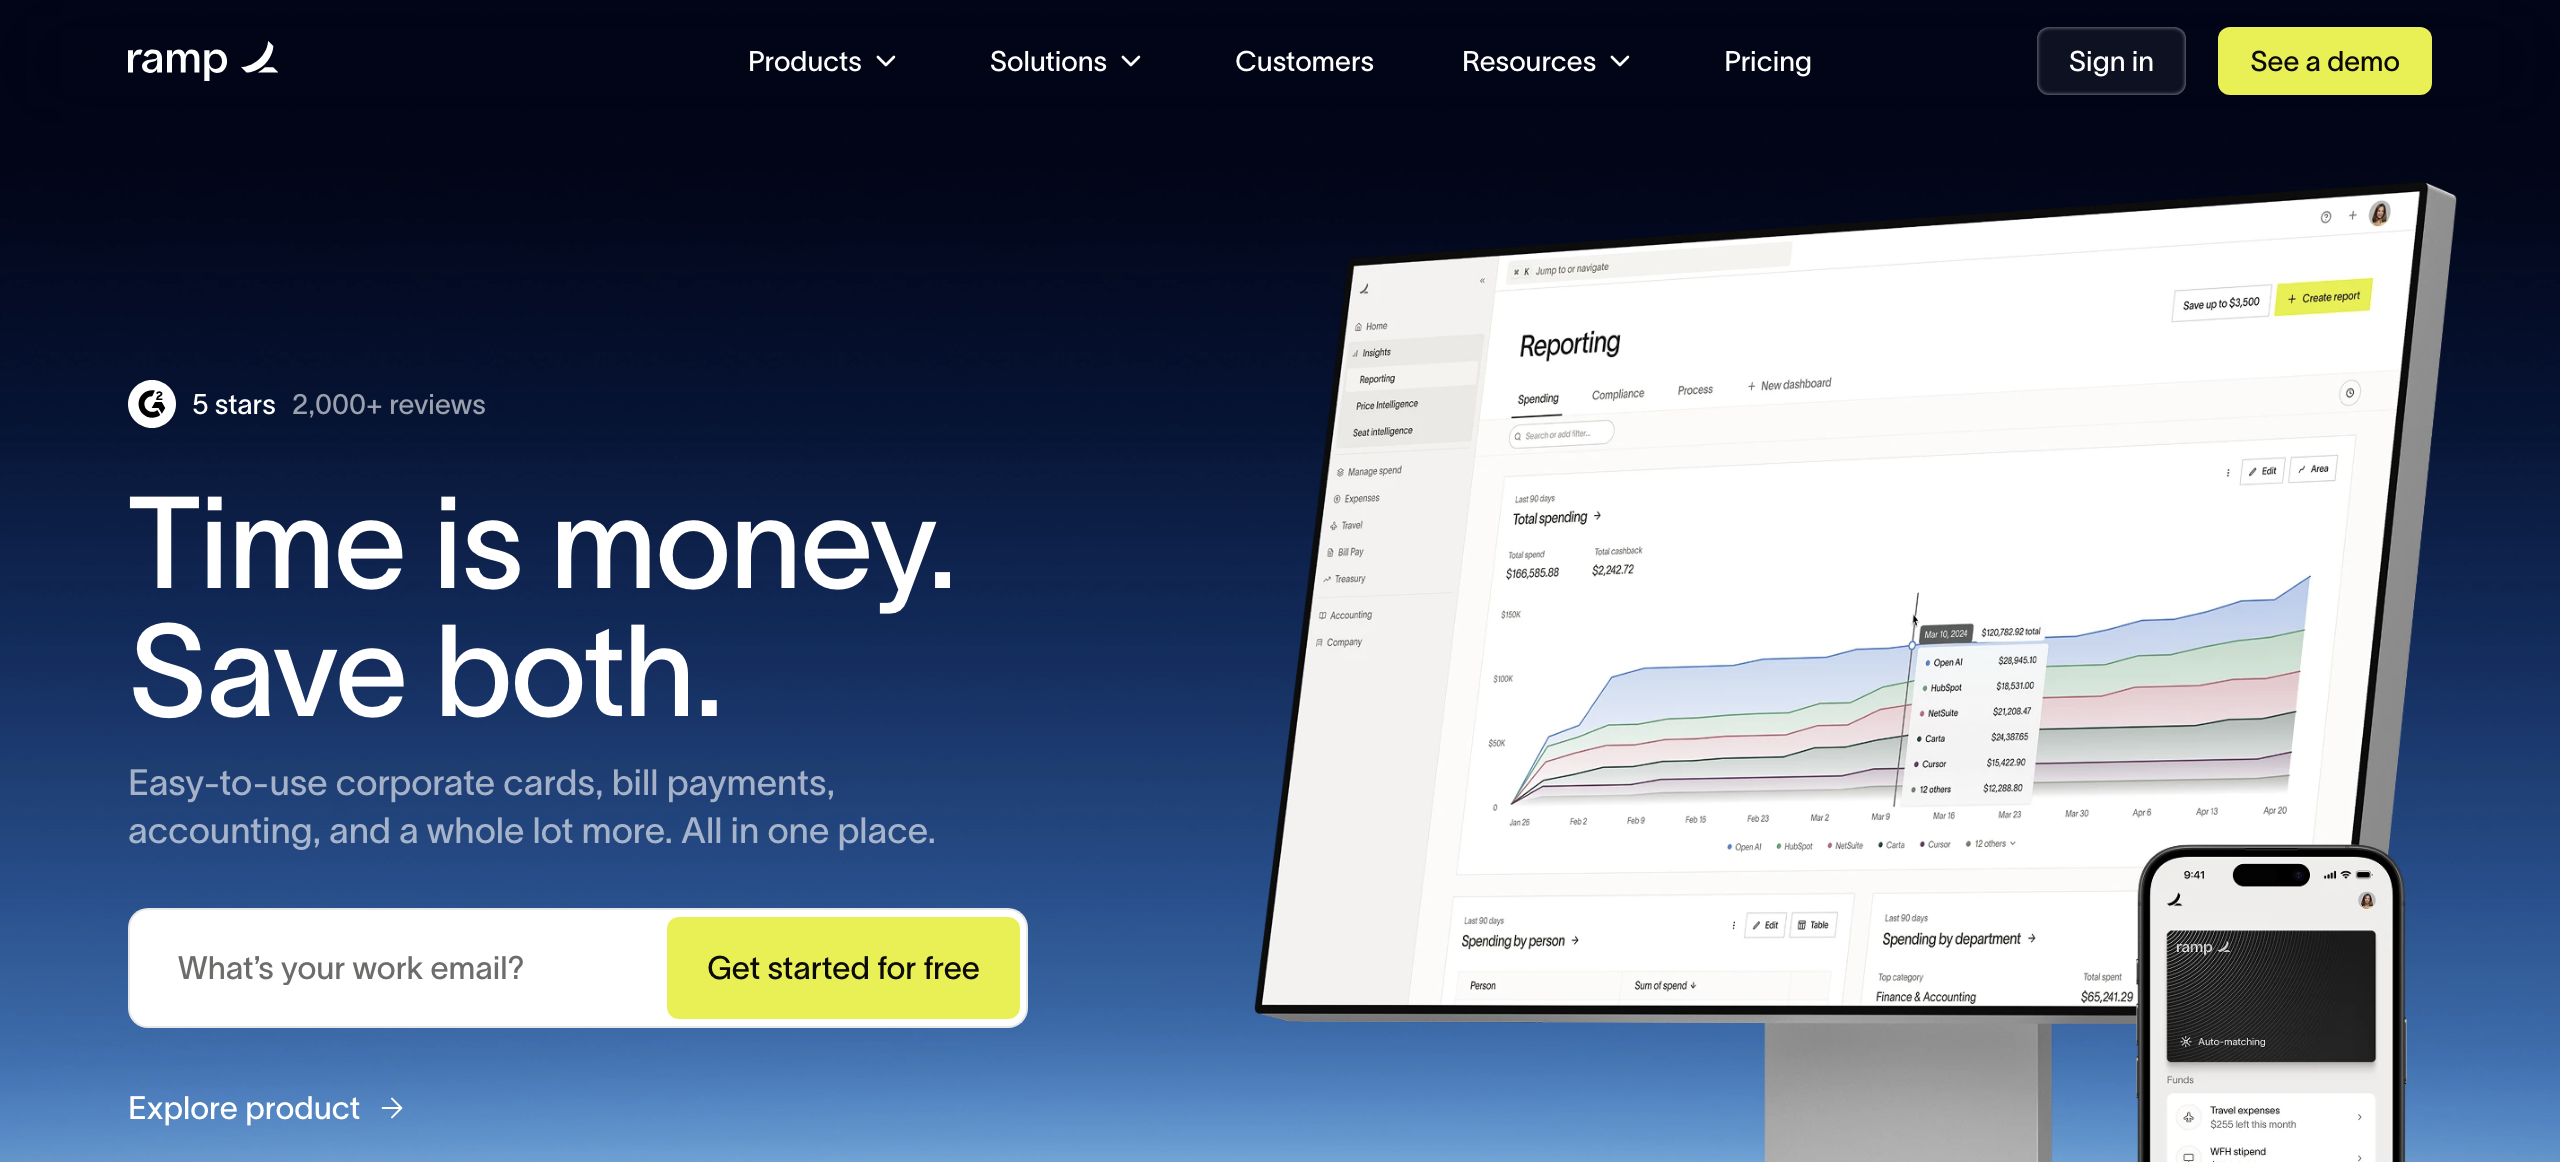 ramp
Products
Solutions
Customers
Resources
Pricing
Sign in
See a demo
G2
5 stars 2,000+ reviews
Time is money.
Save both.
Easy-to-use corporate cards, bill payments,
accounting, and a whole lot more. All in one place.
What's your work email?
Get started for free
Explore product
K Jump to or navigate
Home
Insights
Reporting
Price Intelligence
Seat intelligence
Manage spend
Expenses
Travel
Bill Pay
Treasury
Accounting
Company
Reporting
Save up to $3,500
+ Create report
Spending
Compliance
Process
+ New dashboard
Search or add filter...
Last 90 days
Total spending
Edit
Area
Total spend
$166,585.88
Total cashback
$2,242.72
$150K
$100K
$50K
0
Mar 10, 2024 $120,782.92 total
Open AI $28,945.10
HubSpot $18,531.00
NetSuite $21,208.47
Carta $24,387.65
Cursor $15,422.90
12 others $12,288.80
Jan 26 Feb 2 Feb 9 Feb 15 Feb 23 Mar 2 Mar 9 Mar 16 Mar 23 Mar 30 Apr 6 Apr 13 Apr 20
Open AI HubSpot NetSuite Carta Cursor 12 others
Last 90 days
Spending by person
Edit
Table
Person
Sum of spend
Last 90 days
Spending by department
Top category
Finance & Accounting
Total spent
$65,241.29
9:41
ramp
Auto-matching
Funds
Travel expenses
$255 left this month
WFH stipend